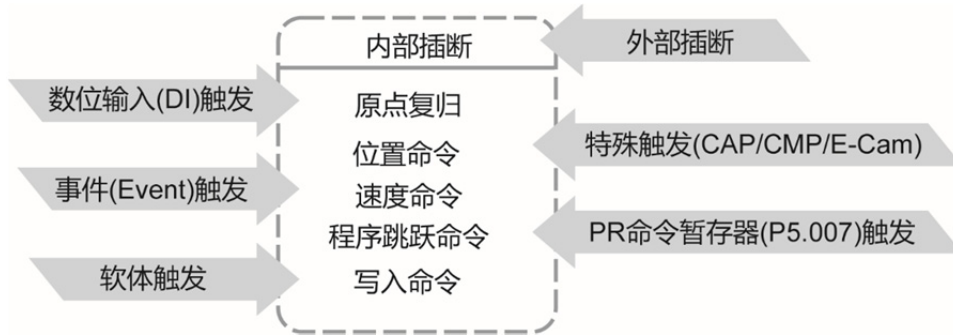 内部插断
外部插断
数位输入(DI)触发
原点复归
位置命令
特殊触发(CAP/CMP/E-Cam)
事件(Event)触发
速度命令
程序跳跃命令
PR命令暂存器(P5.007)触发
软体触发
写入命令